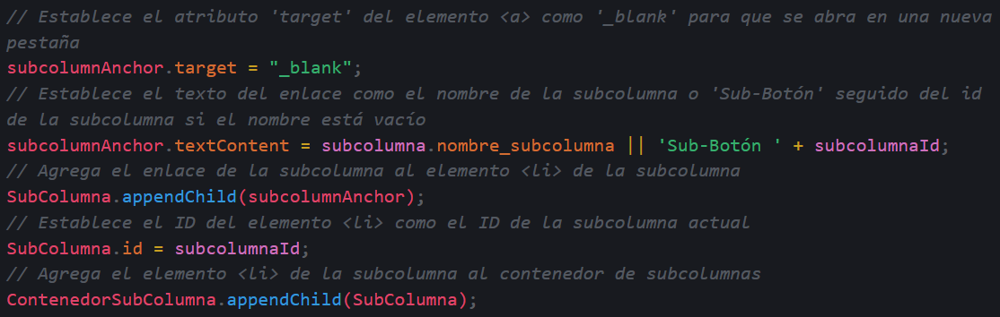 // Establece el atributo 'target' del elemento <a> como '_blank' para que se abra en una nueva
pestaña
subcolumnAnchor.target = "_blank";
// Establece el texto del enlace como el nombre de la subcolumna o 'Sub-Botón' seguido del id
de la subcolumna si el nombre está vacío
subcolumnAnchor.textContent = subcolumna.nombre_subcolumna || 'Sub-Botón ' + subcolumnaId;
// Agrega el enlace de la subcolumna al elemento <li> de la subcolumna
SubColumna.appendChild(subcolumnAnchor);
// Establece el ID del elemento <li> como el ID de la subcolumna actual
SubColumna.id = subcolumnaId;
// Agrega el elemento <li> de la subcolumna al contenedor de subcolumnas
ContenedorSubColumna.appendChild(SubColumna);